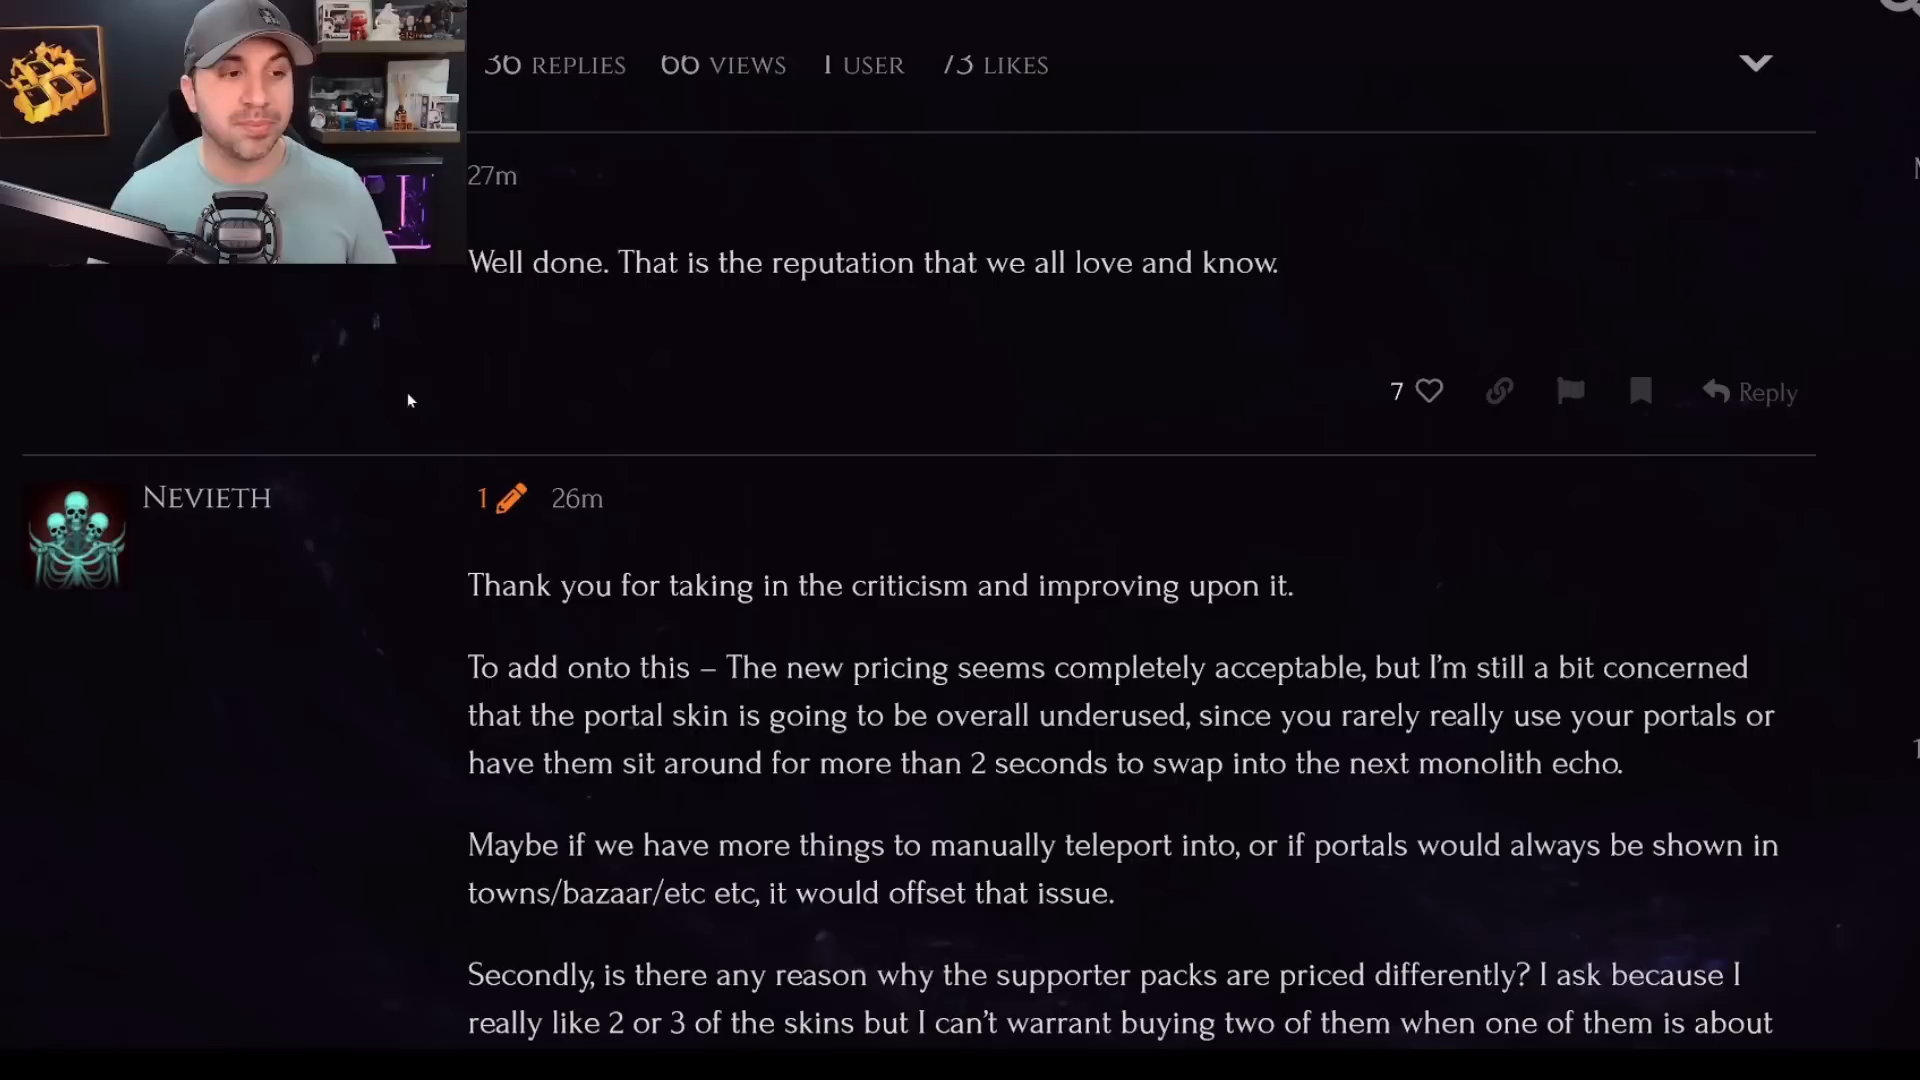 36 REPLIES 66 VIEWS 1 USER 73 LIKES
27m
Well done. That is the reputation that we all love and know.
7 Reply
NEVIETH 1 26m
Thank you for taking in the criticism and improving upon it.
To add onto this – The new pricing seems completely acceptable, but I'm still a bit concerned
that the portal skin is going to be overall underused, since you rarely really use your portals or
have them sit around for more than 2 seconds to swap into the next monolith echo.
Maybe if we have more things to manually teleport into, or if portals would always be shown in
towns/bazaar/etc etc, it would offset that issue.
Secondly, is there any reason why the supporter packs are priced differently? I ask because I
really like 2 or 3 of the skins but I can't warrant buying two of them when one of them is about